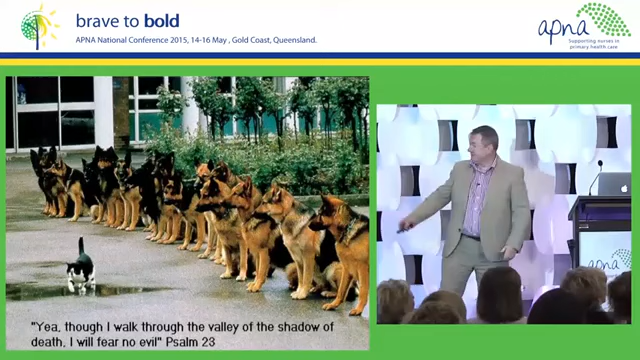 brave to bold
APNA National Conference 2015, 14-16 May, Gold Coast, Queensland.
apna
Supporting nurses in
primary health care
"Yea, though I walk through the valley of the shadow of
death, I will fear no evil" Psalm 23
apna